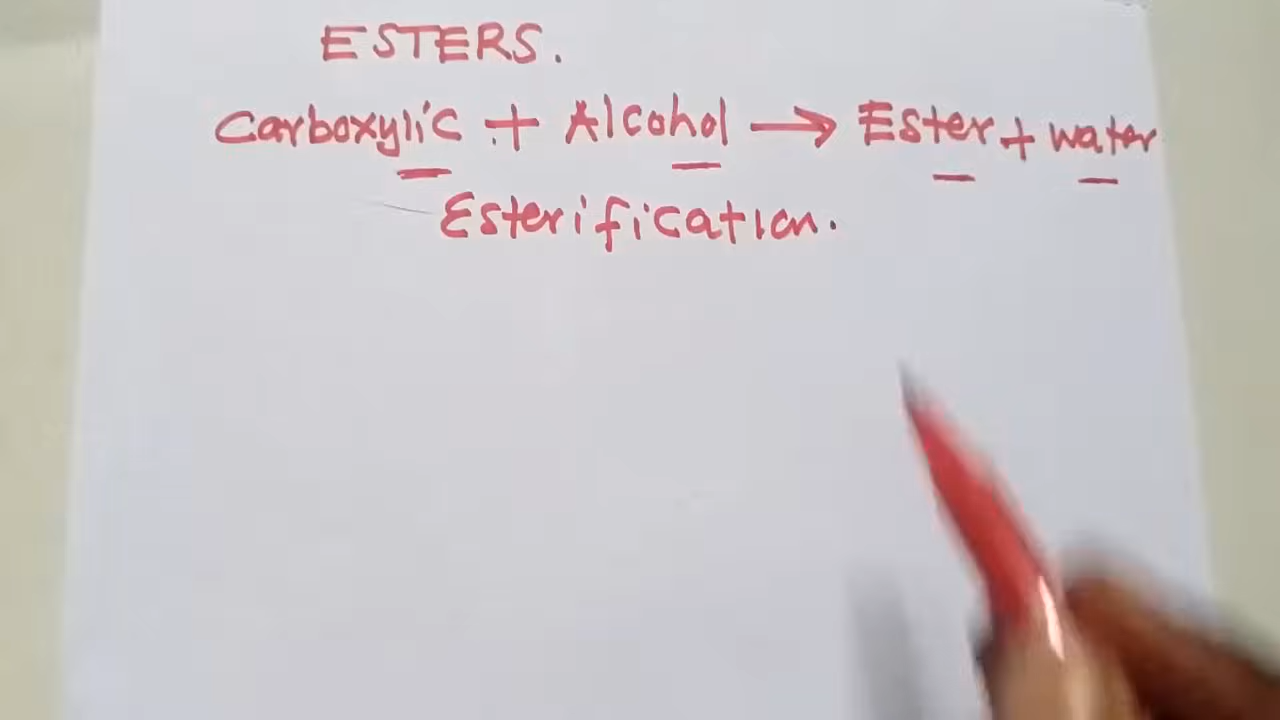 ESTERS.
Carboxylic + Alcohol → Ester + water
Esterification.